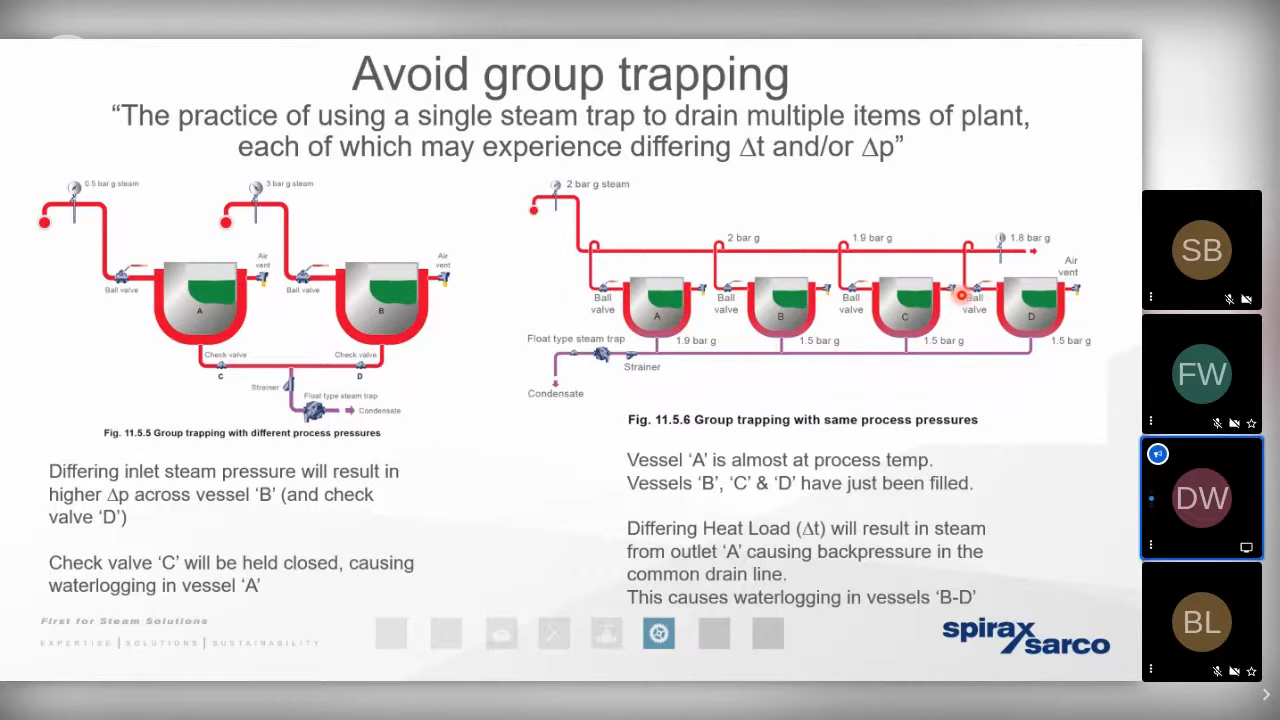 Avoid group trapping
“The practice of using a single steam trap to drain multiple items of plant,
each of which may experience differing Δt and/or Δp”
0.5 bar g steam
3 bar g steam
Air
vent
Air
vent
Ball valve
Ball valve
A
B
Check valve
Check valve
C
D
Strainer
Float type steam trap
Condensate
Fig. 11.5.5 Group trapping with different process pressures
Differing inlet steam pressure will result in
higher Δp across vessel ‘B’ (and check
valve ‘D’)
Check valve ‘C’ will be held closed, causing
waterlogging in vessel ‘A’
2 bar g steam
2 bar g
1.9 bar g
1.8 bar g
Air
vent
Ball
valve
Ball
valve
Ball
valve
Ball
valve
A
B
C
D
Float type steam trap
1.9 bar g
1.5 bar g
1.5 bar g
1.5 bar g
Strainer
Condensate
Fig. 11.5.6 Group trapping with same process pressures
Vessel ‘A’ is almost at process temp.
Vessels ‘B’, ‘C’ & ‘D’ have just been filled.
Differing Heat Load (Δt) will result in steam
from outlet ‘A’ causing backpressure in the
common drain line.
This causes waterlogging in vessels ‘B-D’
First for Steam Solutions
EXPERTISE | SOLUTIONS | SUSTAINABILITY
spirax
sarco
SB
FW
DW
BL